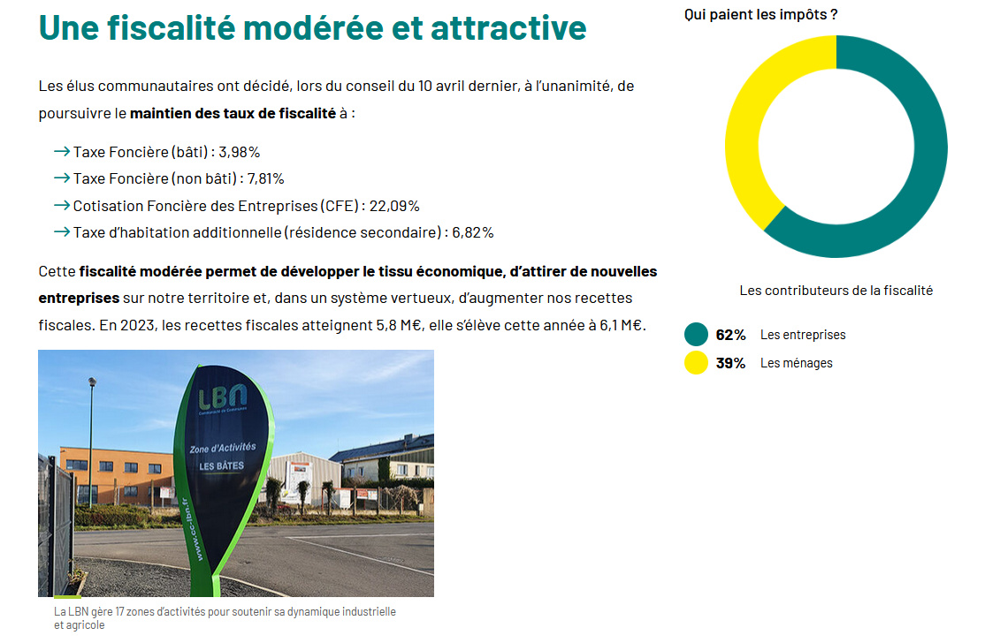 Une fiscalité modérée et attractive
Les élus communautaires ont décidé, lors du conseil du 10 avril dernier, à l’unanimité, de
poursuivre le maintien des taux de fiscalité à :
→ Taxe Foncière (bâti) : 3,98%
→ Taxe Foncière (non bâti) : 7,81%
→ Cotisation Foncière des Entreprises (CFE) : 22,09%
→ Taxe d’habitation additionnelle (résidence secondaire) : 6,82%
Cette fiscalité modérée permet de développer le tissu économique, d’attirer de nouvelles
entreprises sur notre territoire et, dans un système vertueux, d’augmenter nos recettes
fiscales. En 2023, les recettes fiscales atteignent 5,8 M€, elle s’élève cette année à 6,1 M€.
LBN
Communauté de Communes
Zone d'Activités
LES BÂTES
www.cc-lbn.fr
La LBN gère 17 zones d’activités pour soutenir sa dynamique industrielle
et agricole
Qui paient les impôts ?
Les contributeurs de la fiscalité
62% Les entreprises
39% Les ménages